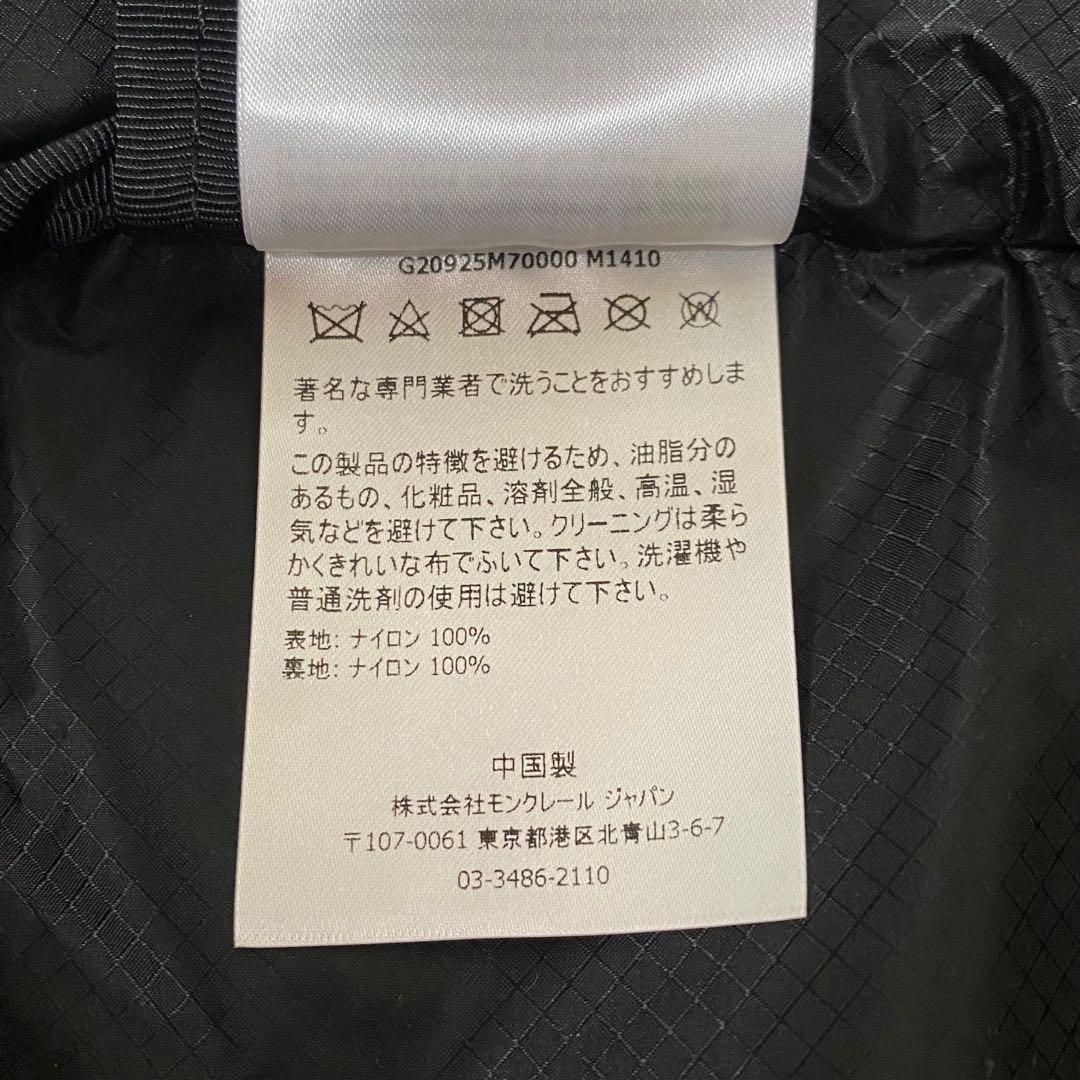 G20925M70000 M1410
著名な専門業者で洗うことをおすすめしま
す。
この製品の特徴を避けるため、油脂分の
あるもの、化粧品、溶剤全般、高温、湿
気などを避けて下さい。クリーニングは柔ら
かくきれいな布でふいて下さい。洗濯機や
普通洗剤の使用は避けて下さい。
表地: ナイロン 100%
裏地: ナイロン 100%
中国製
株式会社モンクレール ジャパン
〒107-0061 東京都港区北青山3-6-7
03-3486-2110